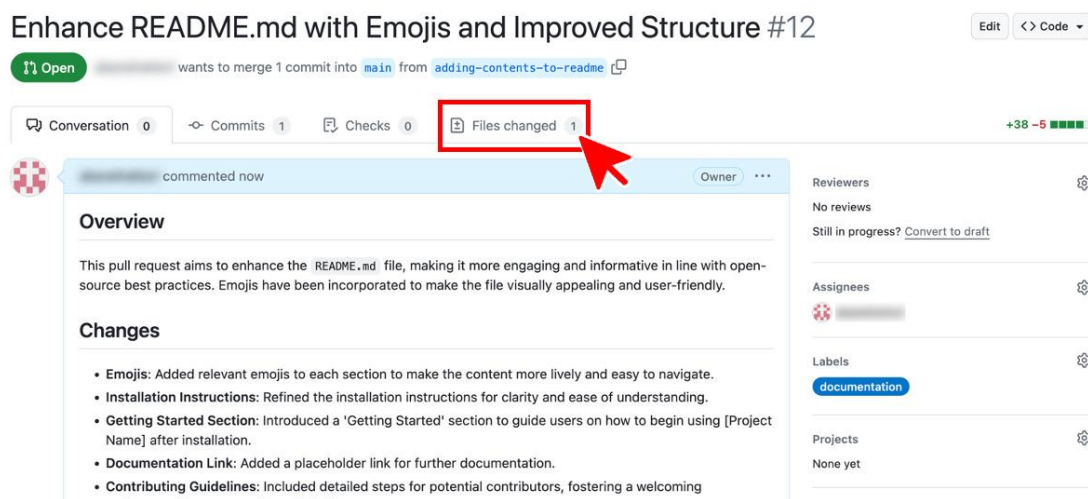 Enhance README.md with Emojis and Improved Structure #12
Edit
<> Code
Open
wants to merge 1 commit into main from adding-contents-to-readme
Conversation 0
Commits 1
Checks 0
Files changed 1
+38 −5
commented now
Owner
Overview
This pull request aims to enhance the README.md file, making it more engaging and informative in line with open-
source best practices. Emojis have been incorporated to make the file visually appealing and user-friendly.
Changes
• Emojis: Added relevant emojis to each section to make the content more lively and easy to navigate.
• Installation Instructions: Refined the installation instructions for clarity and ease of understanding.
• Getting Started Section: Introduced a 'Getting Started' section to guide users on how to begin using [Project
Name] after installation.
• Documentation Link: Added a placeholder link for further documentation.
• Contributing Guidelines: Included detailed steps for potential contributors, fostering a welcoming
Reviewers
No reviews
Still in progress? Convert to draft
Assignees
Labels
documentation
Projects
None yet